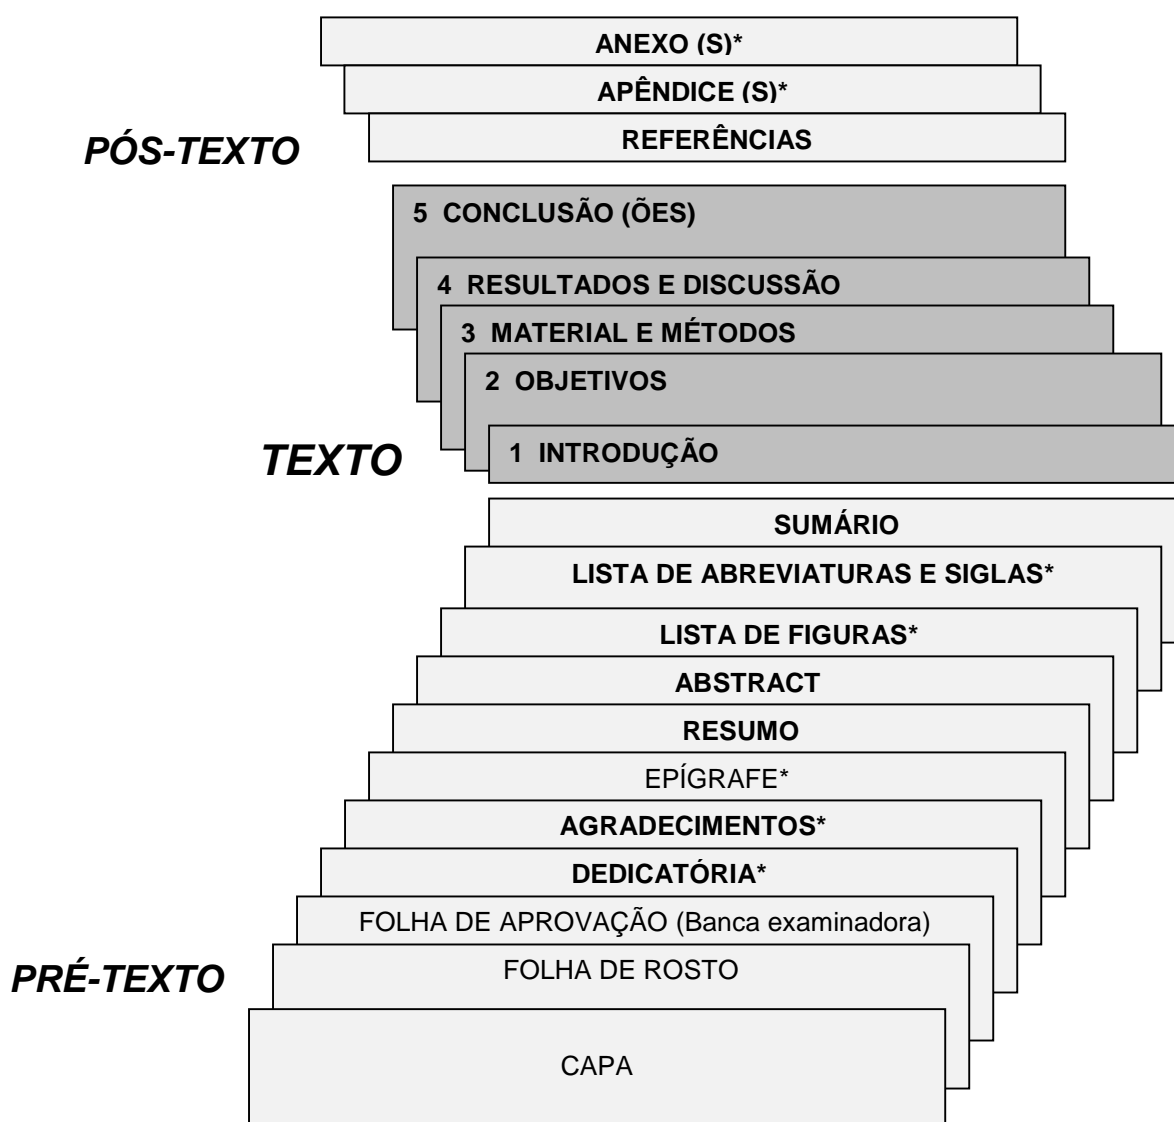 ANEXO (S)*
APÊNDICE (S)*
REFERÊNCIAS
PÓS-TEXTO
5 CONCLUSÃO (ÕES)
4 RESULTADOS E DISCUSSÃO
3 MATERIAL E MÉTODOS
2 OBJETIVOS
1 INTRODUÇÃO
TEXTO
SUMÁRIO
LISTA DE ABREVIATURAS E SIGLAS*
LISTA DE FIGURAS*
ABSTRACT
RESUMO
EPÍGRAFE*
AGRADECIMENTOS*
DEDICATÓRIA*
FOLHA DE APROVAÇÃO (Banca examinadora)
FOLHA DE ROSTO
PRÉ-TEXTO
CAPA